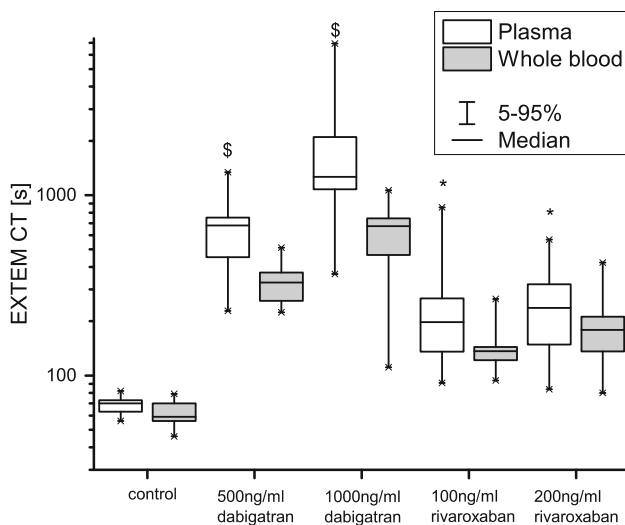 Plasma
Whole blood
5-95%
Median
$
$
*
*
EXTEM CT [s]
1000
100
control
500ng/ml
dabigatran
1000ng/ml
dabigatran
100ng/ml
rivaroxaban
200ng/ml
rivaroxaban